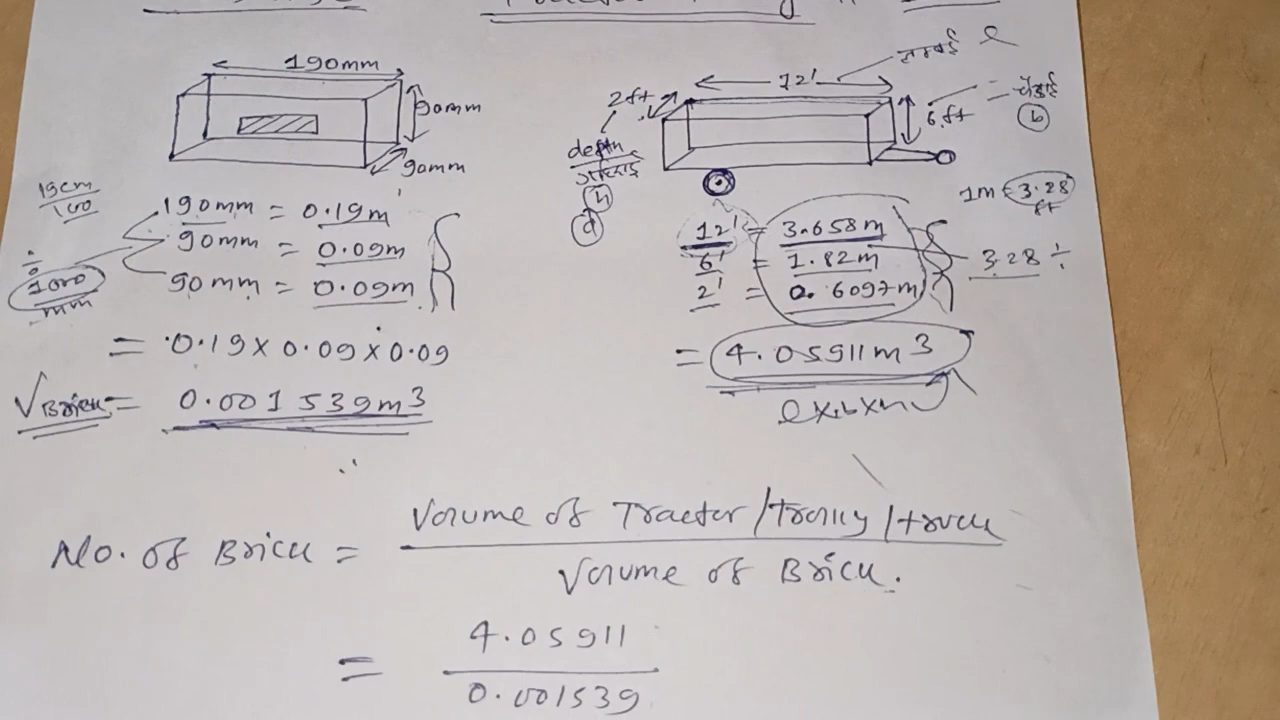 190mm
90mm
90mm
19cm
100
190mm = 0.19m
90mm = 0.09m
90mm = 0.09m
÷
1000
mm
= 0.19 x 0.09 x 0.09
VBrick = 0.001539m3
12'
लम्बाई l
2ft
6ft
= चौड़ाई
b
depth
h
d
1m = 3.28
ft
12' = 3.658m
6' = 1.82m
2' = 0.6097m
3.28 ÷
= 4.05911m3
l x b x h
No. of Brick = Volume of Tractor/Trolly/truck
Volume of Brick.
= 4.05911
0.001539